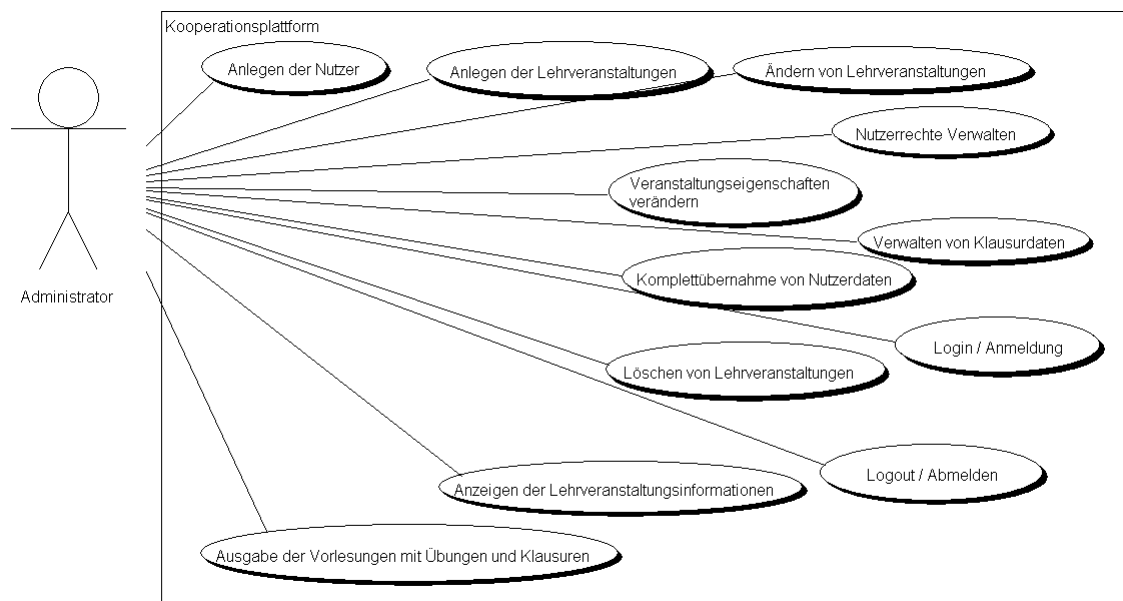 Kooperationsplattform
Anlegen der Nutzer
Anlegen der Lehrveranstaltungen
Ändern von Lehrveranstaltungen
Nutzerrechte Verwalten
Veranstaltungseigenschaften
verändern
Verwalten von Klausurdaten
Komplettübernahme von Nutzerdaten
Administrator
Login / Anmeldung
Löschen von Lehrveranstaltungen
Logout / Abmelden
Anzeigen der Lehrveranstaltungsinformationen
Ausgabe der Vorlesungen mit Übungen und Klausuren